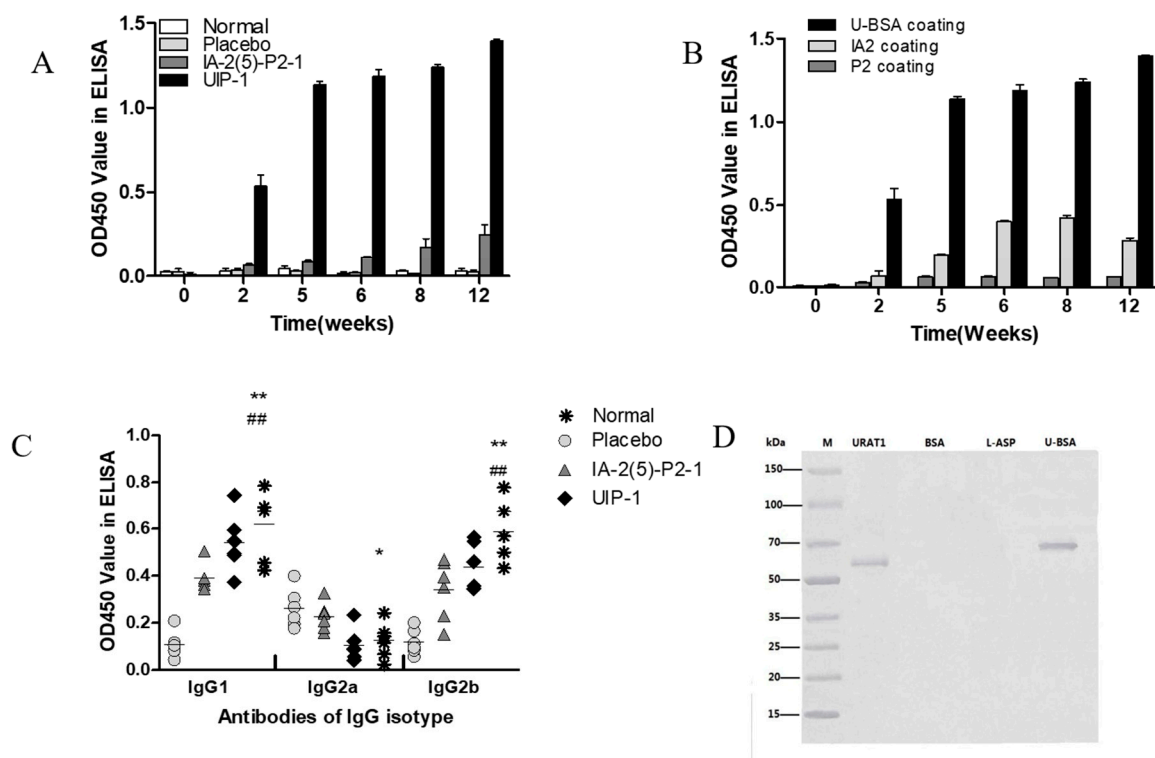 A
OD450 Value in ELISA
1.5
1.0
0.5
0.0
Normal
Placebo
IA-2(5)-P2-1
UIP-1
0 2 5 6 8 12
Time(weeks)
B
OD450 Value in ELISA
1.5
1.0
0.5
0.0
U-BSA coating
IA2 coating
P2 coating
0 2 5 6 8 12
Time(Weeks)
C
OD450 Value in ELISA
1.0
0.8
0.6
0.4
0.2
0.0
**
##
*
**
##
IgG1 IgG2a IgG2b
Antibodies of IgG isotype
Normal
Placebo
IA-2(5)-P2-1
UIP-1
D
kDa M URAT1 BSA L-ASP U-BSA
150
100
70
50
35
25
20
15